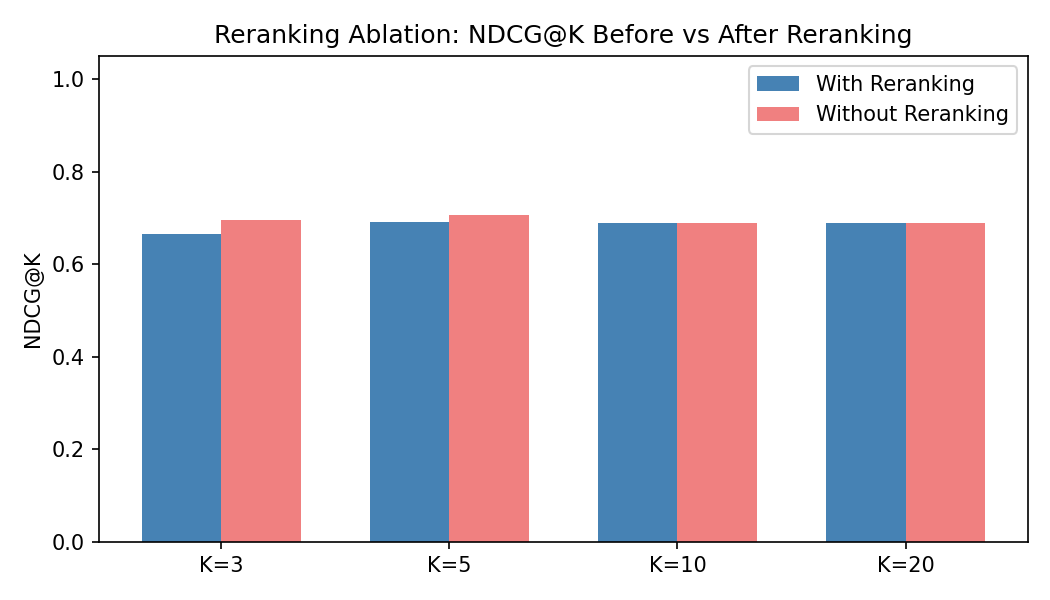 Reranking Ablation: NDCG@K Before vs After Reranking
With Reranking
Without Reranking
NDCG@K
1.0
0.8
0.6
0.4
0.2
0.0
K=3
K=5
K=10
K=20